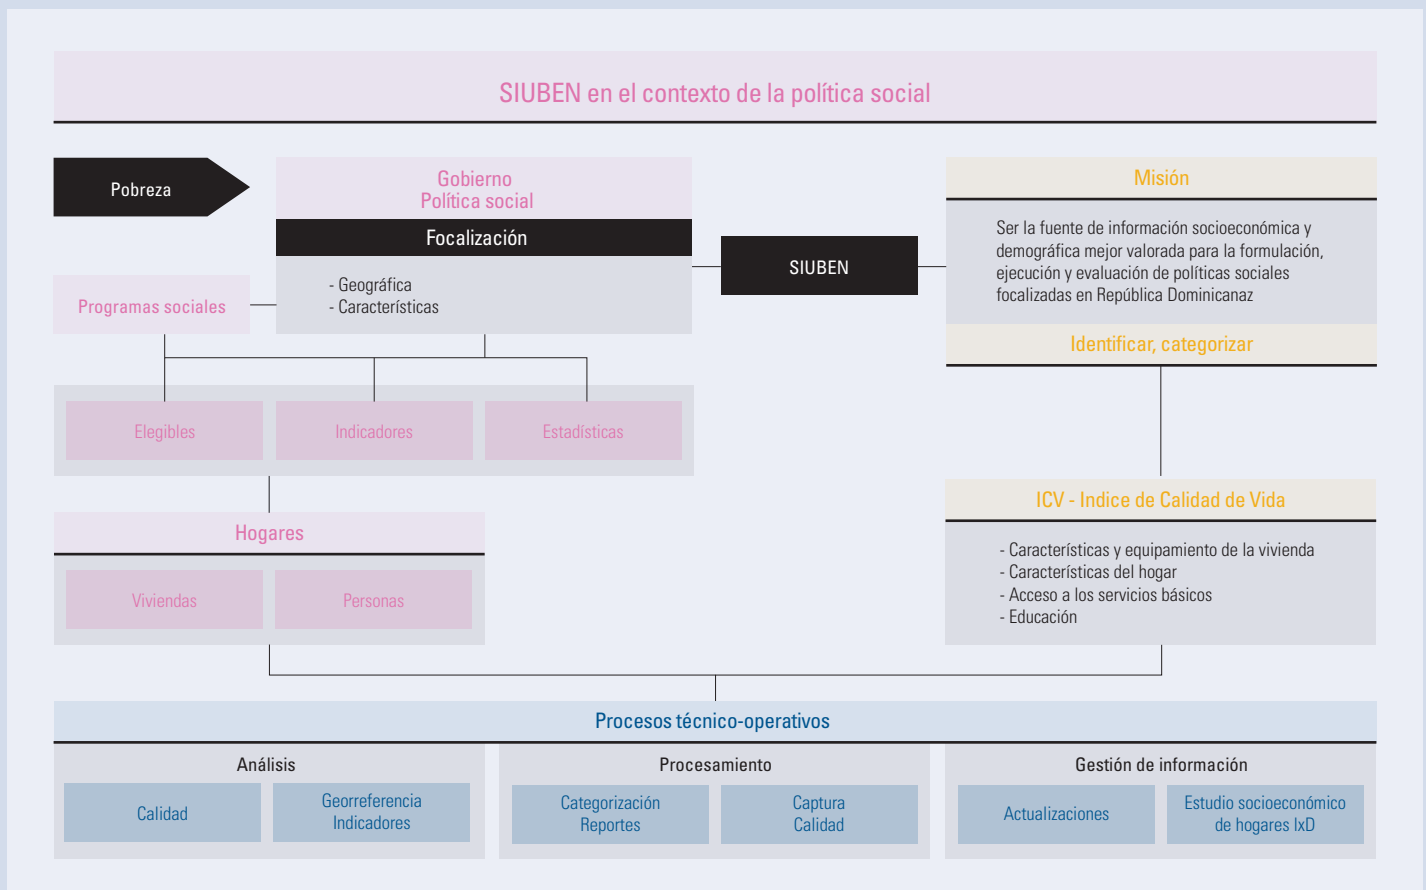 SIUBEN en el contexto de la política social
Pobreza
Gobierno
Política social
Focalización
- Geográfica
- Características
Programas sociales
SIUBEN
Misión
Ser la fuente de información socioeconómica y
demográfica mejor valorada para la formulación,
ejecución y evaluación de políticas sociales
focalizadas en República Dominicanaz
Identificar, categorizar
Elegibles
Indicadores
Estadísticas
Hogares
Viviendas
Personas
ICV - Indice de Calidad de Vida
- Características y equipamiento de la vivienda
- Características del hogar
- Acceso a los servicios básicos
- Educación
Procesos técnico-operativos
Análisis
Calidad
Georreferencia
Indicadores
Procesamiento
Categorización
Reportes
Captura
Calidad
Gestión de información
Actualizaciones
Estudio socioeconómico
de hogares IxD